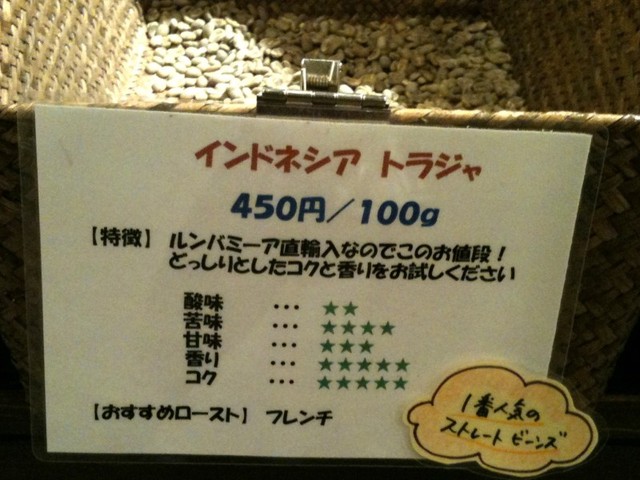 インドネシア トラジャ
450円／100g
【特徴】 ルンバミーア直輸入なのでこのお値段！
どっしりとしたコクと香りをお試しください
酸味 ･･･ ★★
苦味 ･･･ ★★★★
甘味 ･･･ ★★★
香り ･･･ ★★★★★
コク ･･･ ★★★★★
【おすすめロースト】 フレンチ
1番人気の
ストレートビーンズ